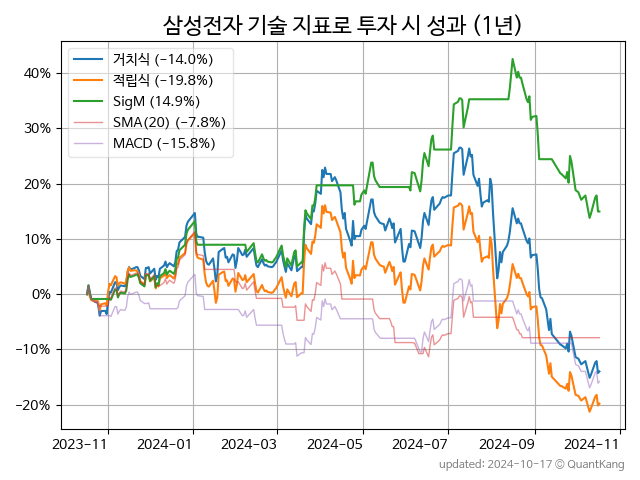 삼성전자 기술 지표로 투자 시 성과 (1년)
거치식 (−14.0%)
적립식 (−19.8%)
SigM (14.9%)
SMA(20) (−7.8%)
MACD (−15.8%)
40%
30%
20%
10%
0%
−10%
−20%
2023-11 2024-01 2024-03 2024-05 2024-07 2024-09 2024-11
updated: 2024-10-17 © QuantKang